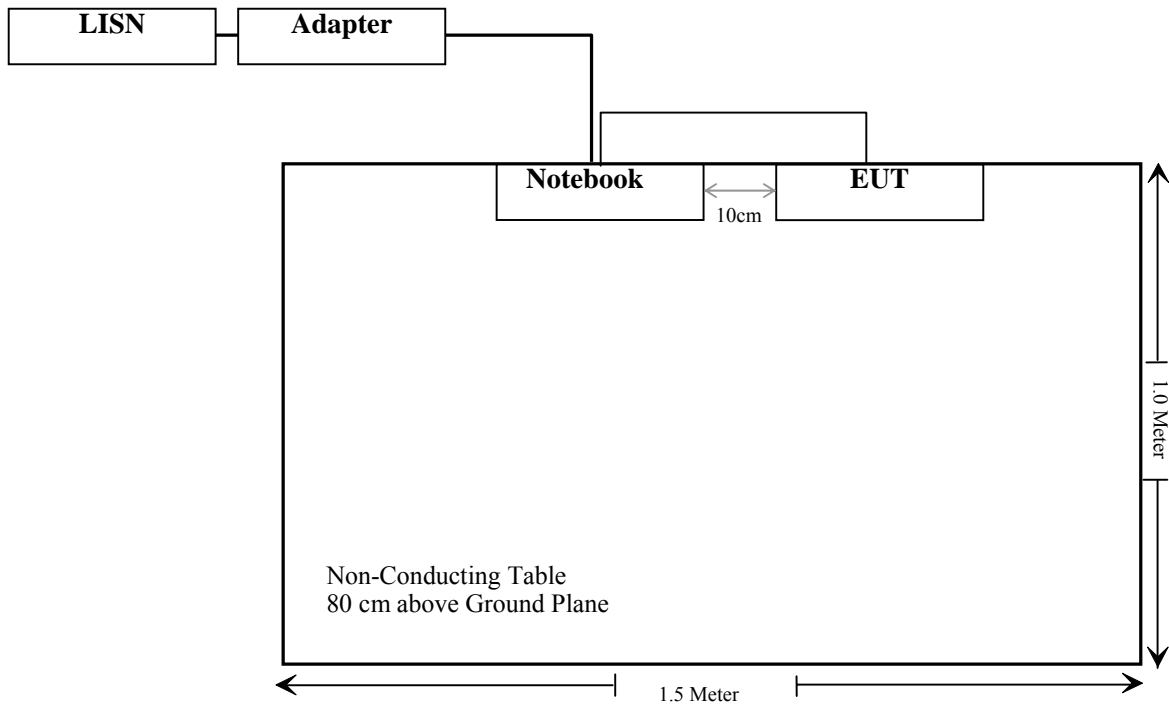 LISN
Adapter
Notebook
EUT
10cm
1.0 Meter
Non-Conducting Table
80 cm above Ground Plane
1.5 Meter